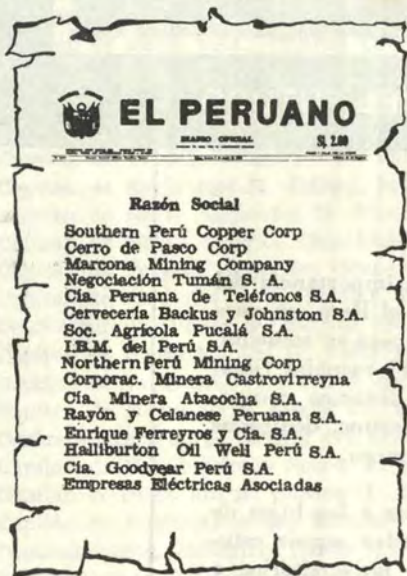 EL PERUANO
DIARIO OFICIAL
S/. 2.00
Razón Social
Southern Perú Copper Corp
Cerro de Pasco Corp
Marcona Mining Company
Negociación Tumán S. A.
Cía. Peruana de Teléfonos S.A.
Cervecería Backus y Johnston S.A.
Soc. Agrícola Pucalá S.A.
I.B.M. del Perú S.A.
Northern Perú Mining Corp
Corporac. Minera Castrovirreyna
Cía. Minera Atacocha S.A.
Rayón y Celanese Peruana S.A.
Enrique Ferreyros y Cía. S.A.
Halliburton Oil Well Perú S.A.
Cía. Goodyear Perú S.A.
Empresas Eléctricas Asociadas